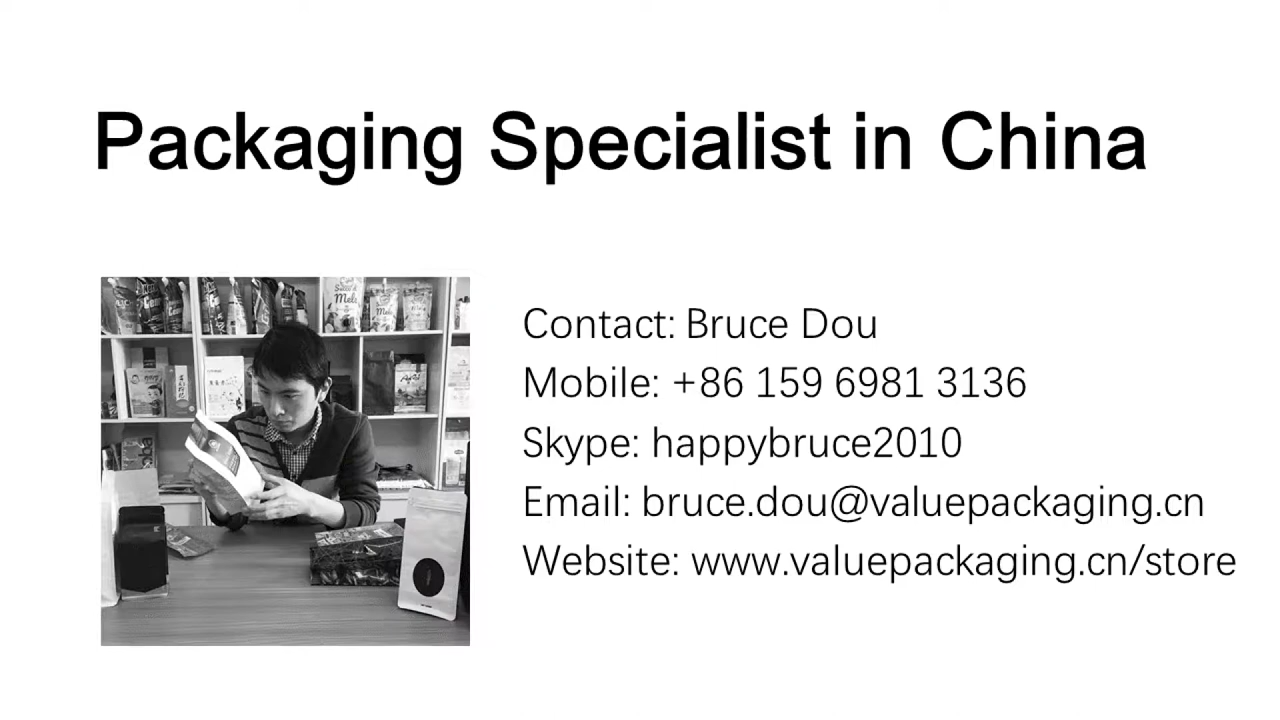 Packaging Specialist in China
Contact: Bruce Dou
Mobile: +86 159 6981 3136
Skype: happybruce2010
Email: bruce.dou@valuepackaging.cn
Website: www.valuepackaging.cn/store